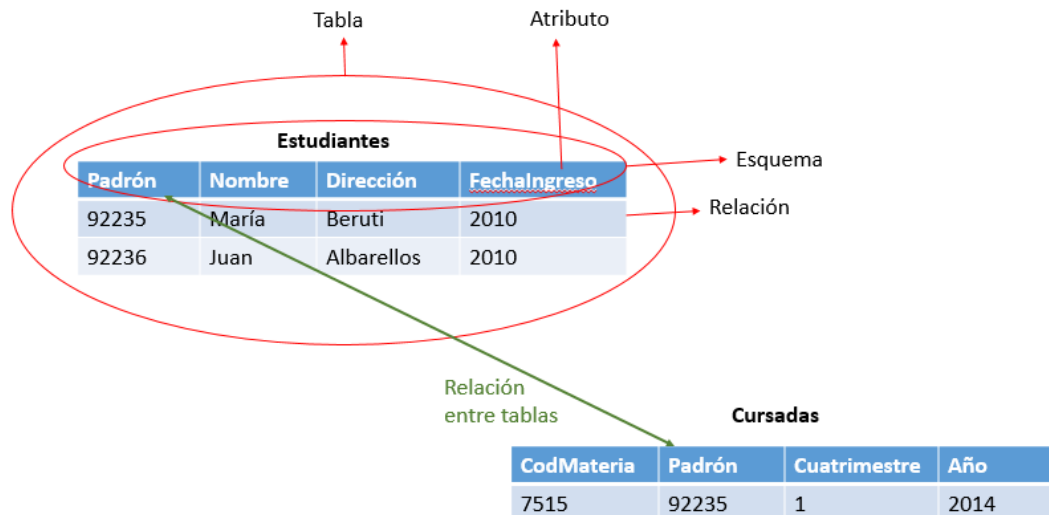 Tabla
Atributo
Estudiantes
Esquema
Padrón Nombre Dirección FechaIngreso
Relación
92235 María Beruti 2010
92236 Juan Albarellos 2010
Relación
entre tablas
Cursadas
CodMateria Padrón Cuatrimestre Año
7515 92235 1 2014